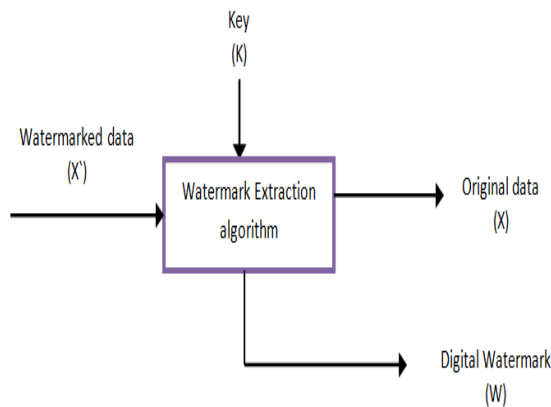 Key
(K)
Watermarked data
(X`)
Watermark Extraction
algorithm
Original data
(X)
Digital Watermark
(W)